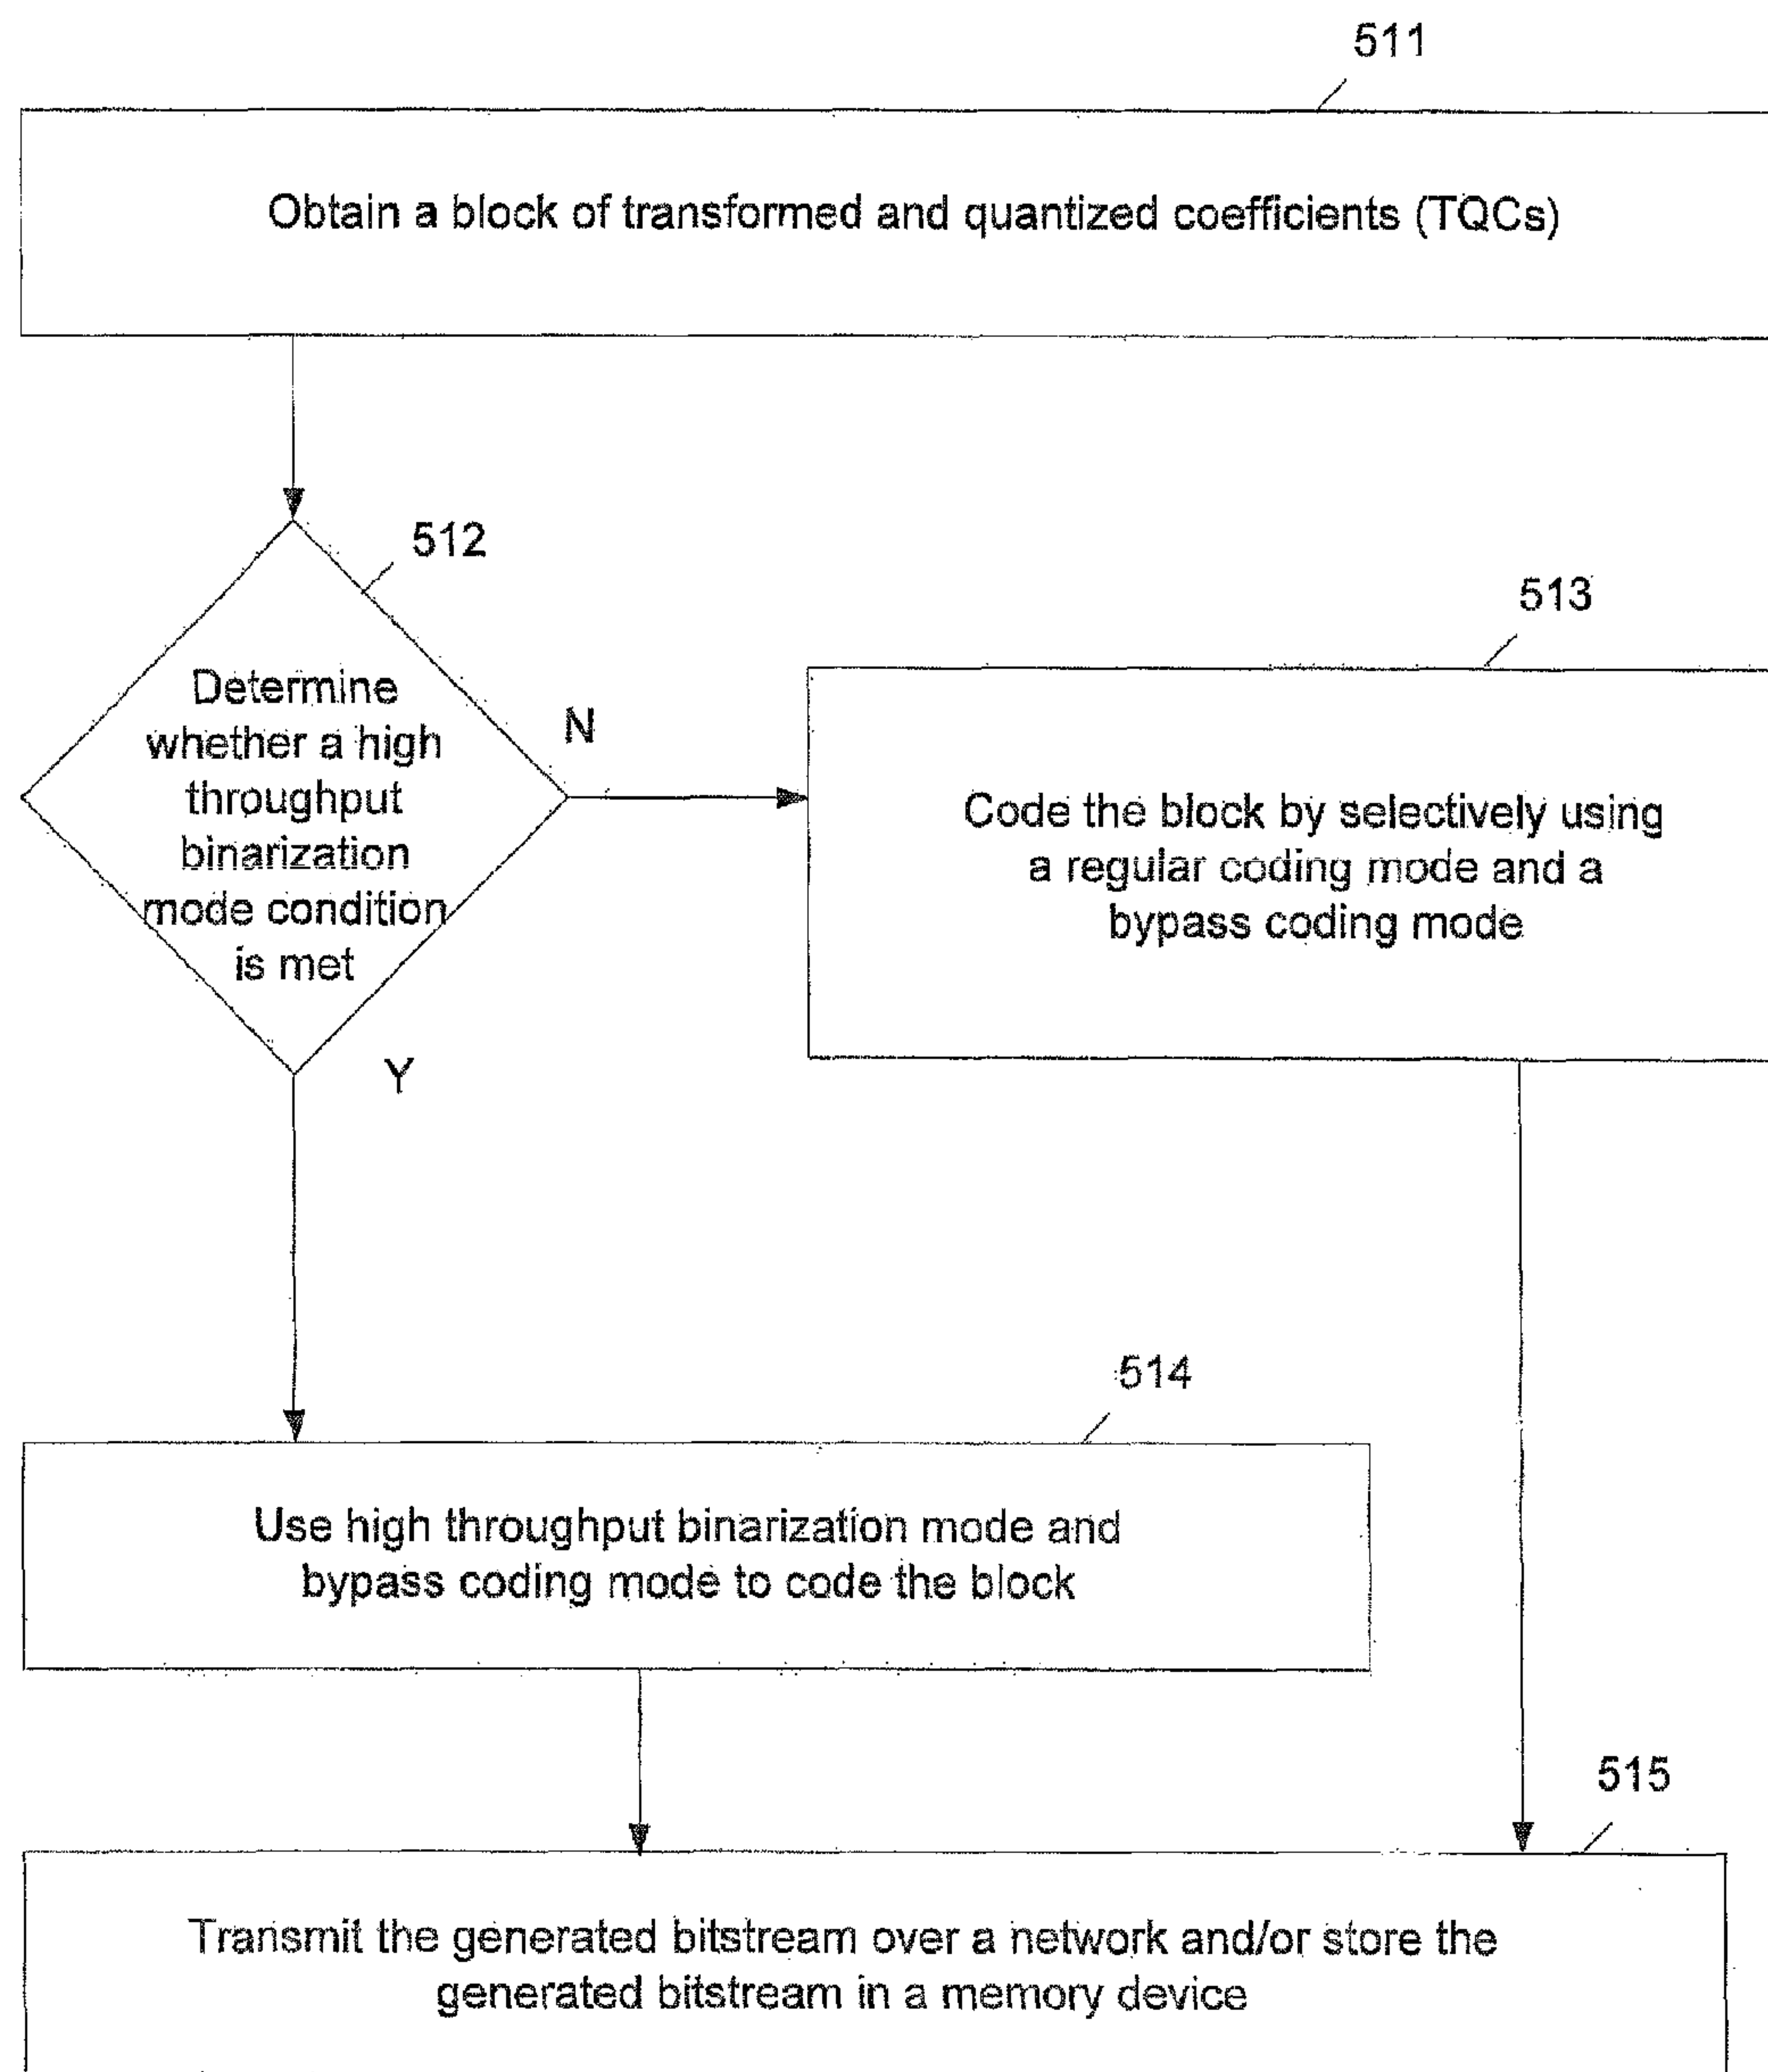 511
Obtain a block of transformed and quantized coefficients (TQCs)
512
Determine
whether a high
throughput
binarization
mode condition
is met
N
Y
513
Code the block by selectively using
a regular coding mode and a
bypass coding mode
514
Use high throughput binarization mode and
bypass coding mode to code the block
515
Transmit the generated bitstream over a network and/or store the
generated bitstream in a memory device